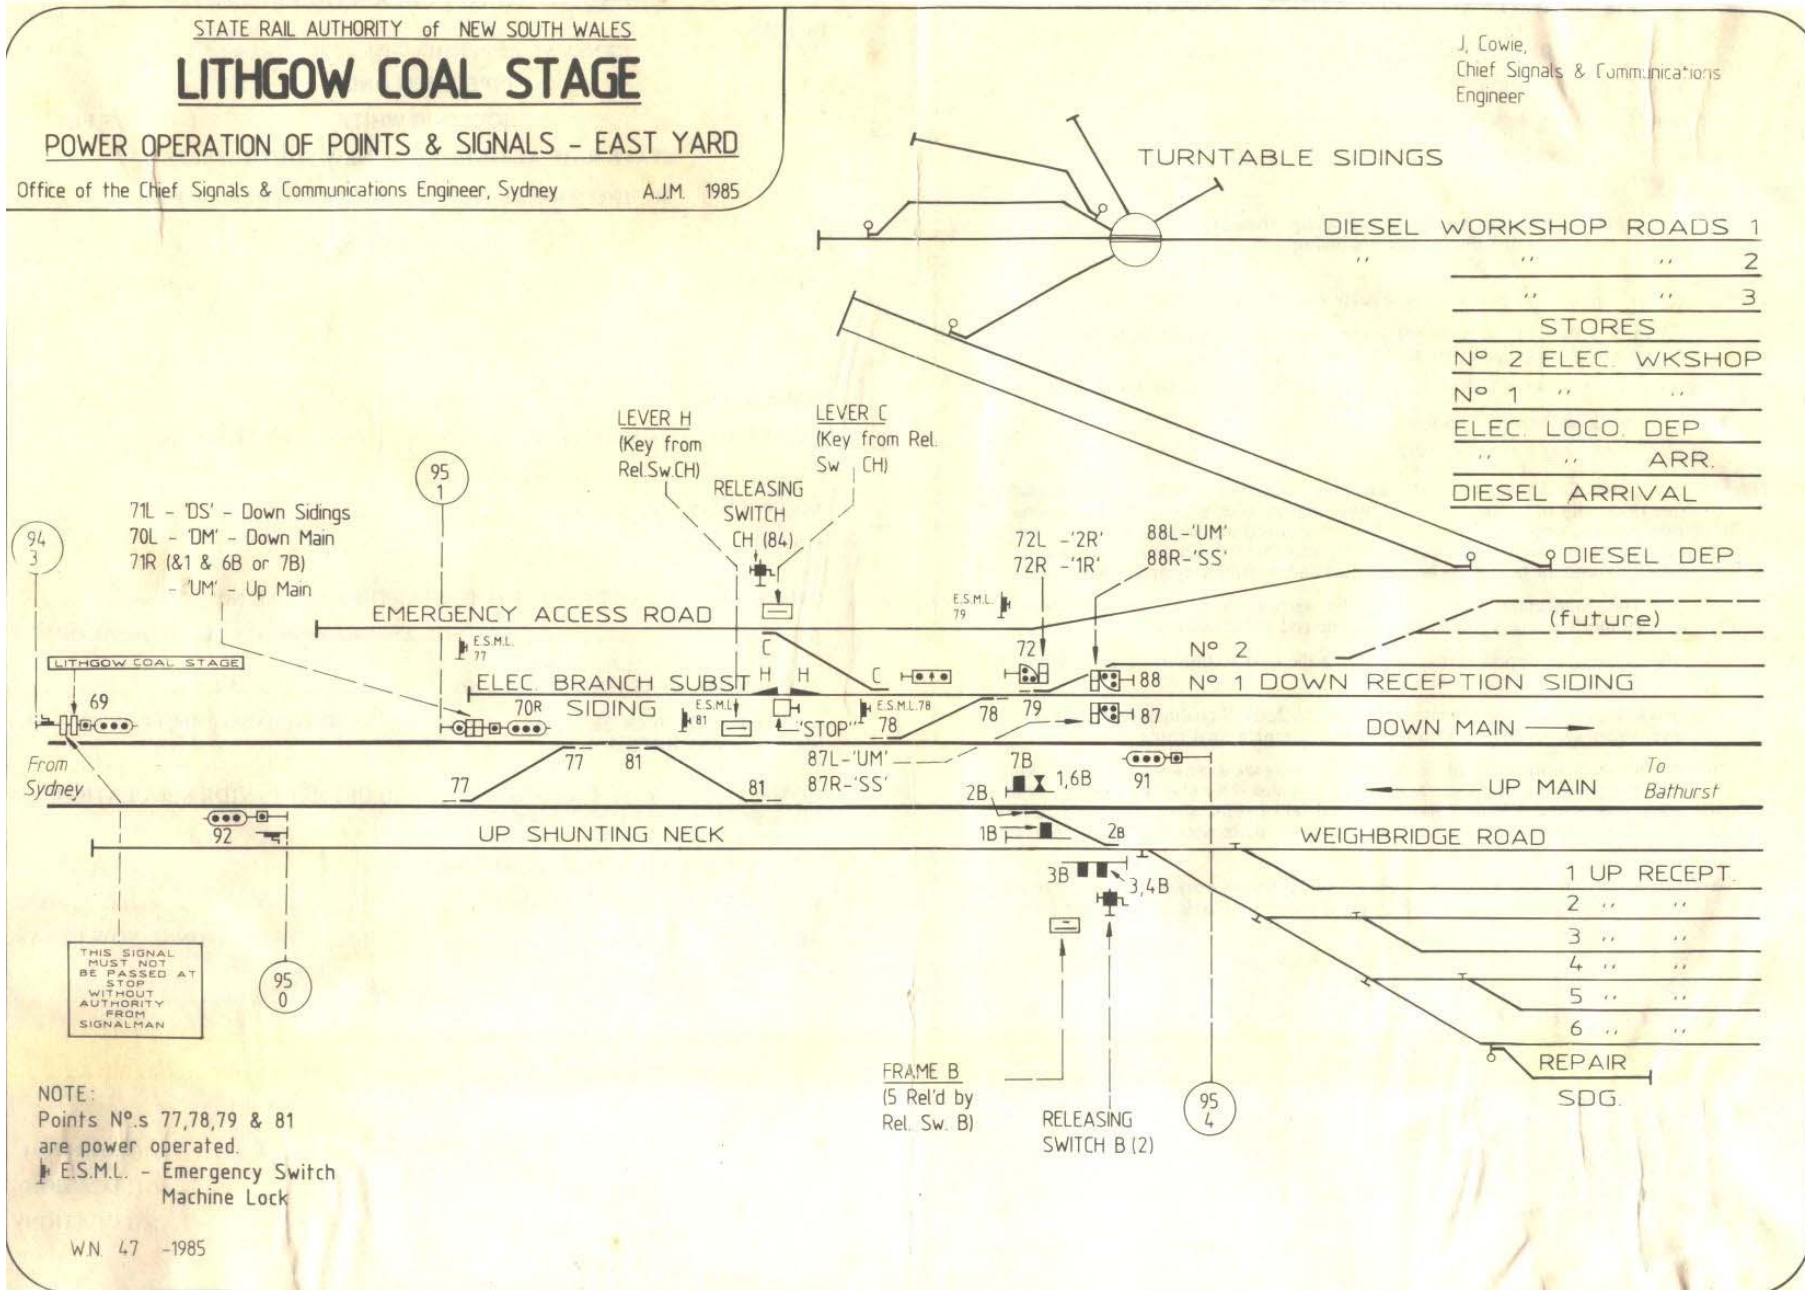 STATE RAIL AUTHORITY of NEW SOUTH WALES
LITHGOW COAL STAGE
POWER OPERATION OF POINTS & SIGNALS - EAST YARD
Office of the Chief Signals & Communications Engineer, Sydney A.J.M. 1985
J, Cowie,
Chief Signals & Communications
Engineer
TURNTABLE SIDINGS
DIESEL WORKSHOP ROADS 1
" " " 2
" " 3
STORES
Nº 2 ELEC. WKSHOP
Nº 1 " "
ELEC. LOCO. DEP
" " ARR.
DIESEL ARRIVAL
DIESEL DEP.
(future)
LEVER H
(Key from
Rel.Sw.CH)
LEVER C
(Key from Rel.
Sw CH)
RELEASING
SWITCH
CH (84)
95
1
94
3
71L - 'DS' - Down Sidings
70L - 'DM' - Down Main
71R (&1 & 6B or 7B)
- 'UM' - Up Main
72L -'2R'
72R -'1R'
88L-'UM'
88R-'SS'
E.S.M.L.
79
EMERGENCY ACCESS ROAD
E.S.M.L.
77
C
72
Nº 2
LITHGOW COAL STAGE
ELEC. BRANCH SUBST
SIDING
H H
C
88
Nº 1 DOWN RECEPTION SIDING
69
70R
E.S.M.L.
81
"STOP"
E.S.M.L.78
78
78
79
87
DOWN MAIN
From
Sydney
77
77
81
81
87L-'UM'
87R-'SS'
7B
1,6B
2B
91
UP MAIN
To
Bathurst
92
UP SHUNTING NECK
1B
2B
WEIGHBRIDGE ROAD
3B
3,4B
1 UP RECEPT.
2 " "
3 " "
4 " "
5 " "
6 " "
REPAIR
SDG.
THIS SIGNAL
MUST NOT
BE PASSED AT
STOP
WITHOUT
AUTHORITY
FROM
SIGNALMAN
95
0
FRAME B
(5 Rel'd by
Rel. Sw. B)
RELEASING
SWITCH B (2)
95
4
NOTE:
Points Nº.s 77,78,79 & 81
are power operated.
E.S.M.L. - Emergency Switch
Machine Lock
W.N. 47 -1985